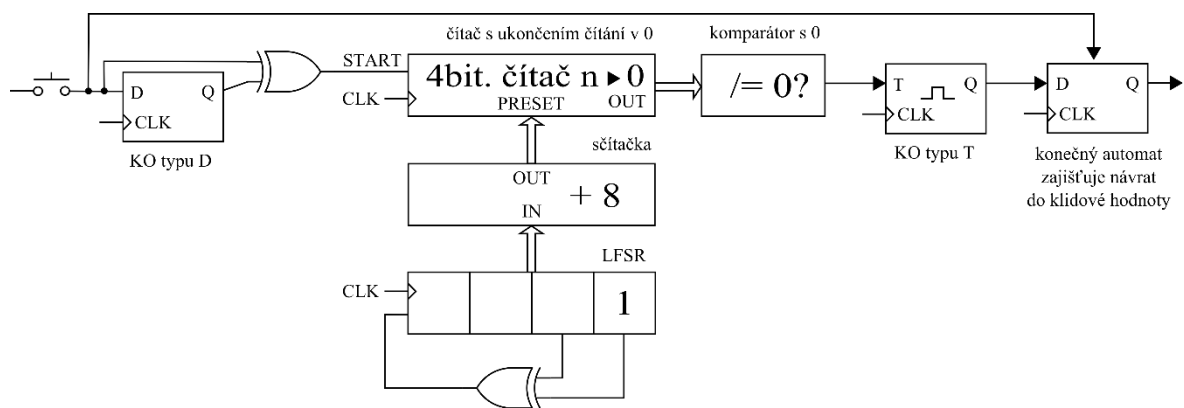 čítač s ukončením čítání v 0
komparátor s 0
START
4bit. čítač n ▸ 0
PRESET
OUT
CLK
/= 0?
D
Q
CLK
KO typu D
T
Q
CLK
KO typu T
D
Q
CLK
konečný automat
zajišťuje návrat
do klidové hodnoty
sčítačka
OUT
+ 8
IN
LFSR
CLK
1